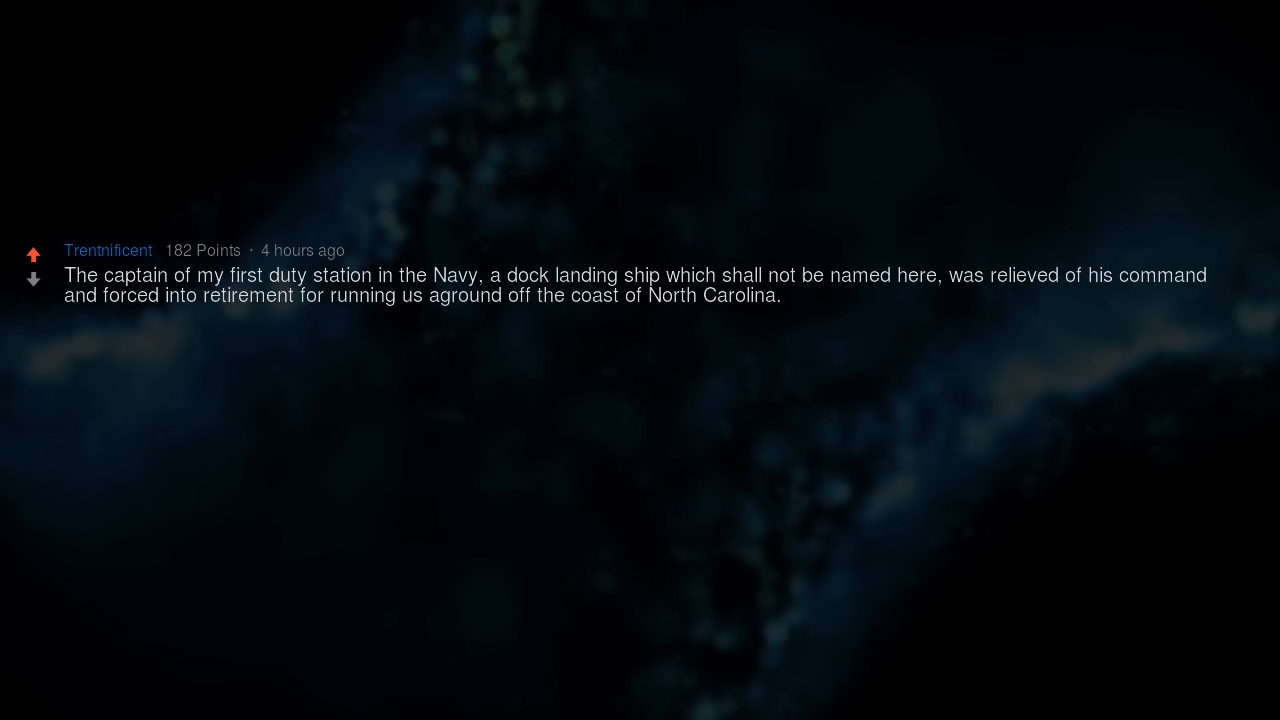 Trentnificent 182 Points · 4 hours ago
The captain of my first duty station in the Navy, a dock landing ship which shall not be named here, was relieved of his command
and forced into retirement for running us aground off the coast of North Carolina.